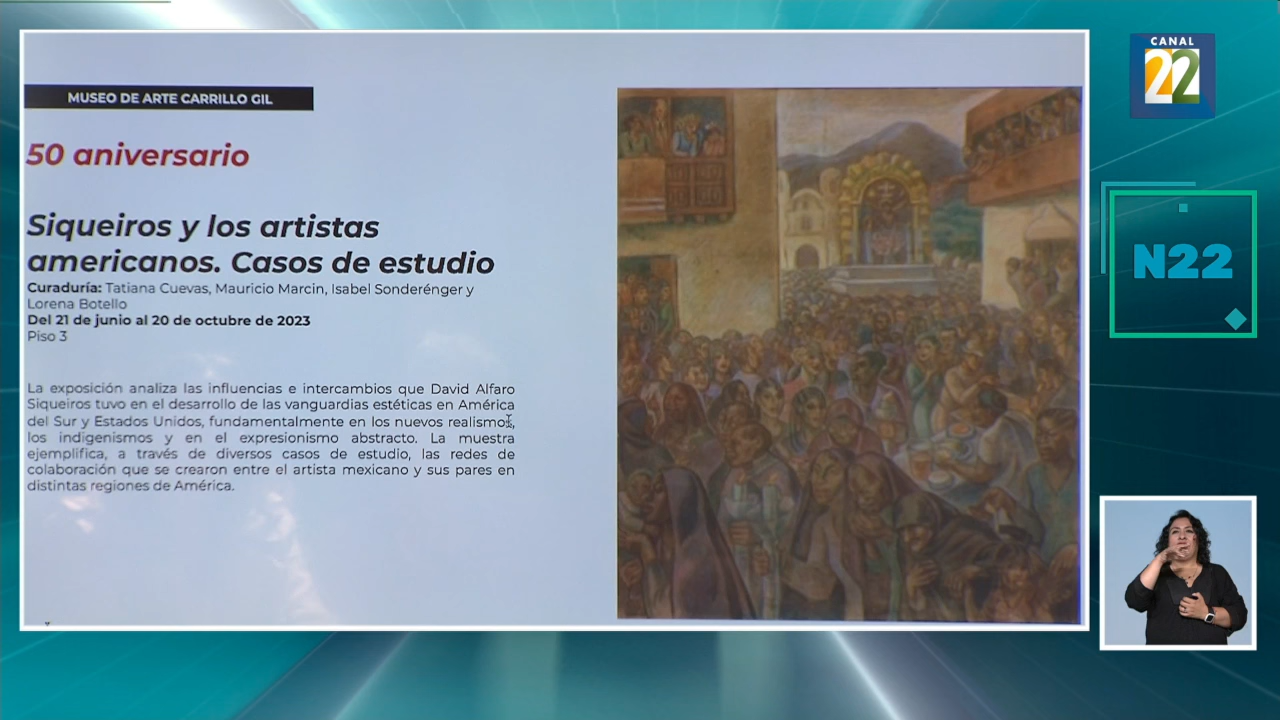 MUSEO DE ARTE CARRILLO GIL
50 aniversario
Siqueiros y los artistas
americanos. Casos de estudio
Curaduría: Tatiana Cuevas, Mauricio Marcin, Isabel Sonderénger y
Lorena Botello
Del 21 de junio al 20 de octubre de 2023
Piso 3
La exposición analiza las influencias e intercambios que David Alfaro
Siqueiros tuvo en el desarrollo de las vanguardias estéticas en América
del Sur y Estados Unidos, fundamentalmente en los nuevos realismos,
los indigenismos y en el expresionismo abstracto. La muestra
ejemplifica, a través de diversos casos de estudio, las redes de
colaboración que se crearon entre el artista mexicano y sus pares en
distintas regiones de América.
CANAL
22
N22